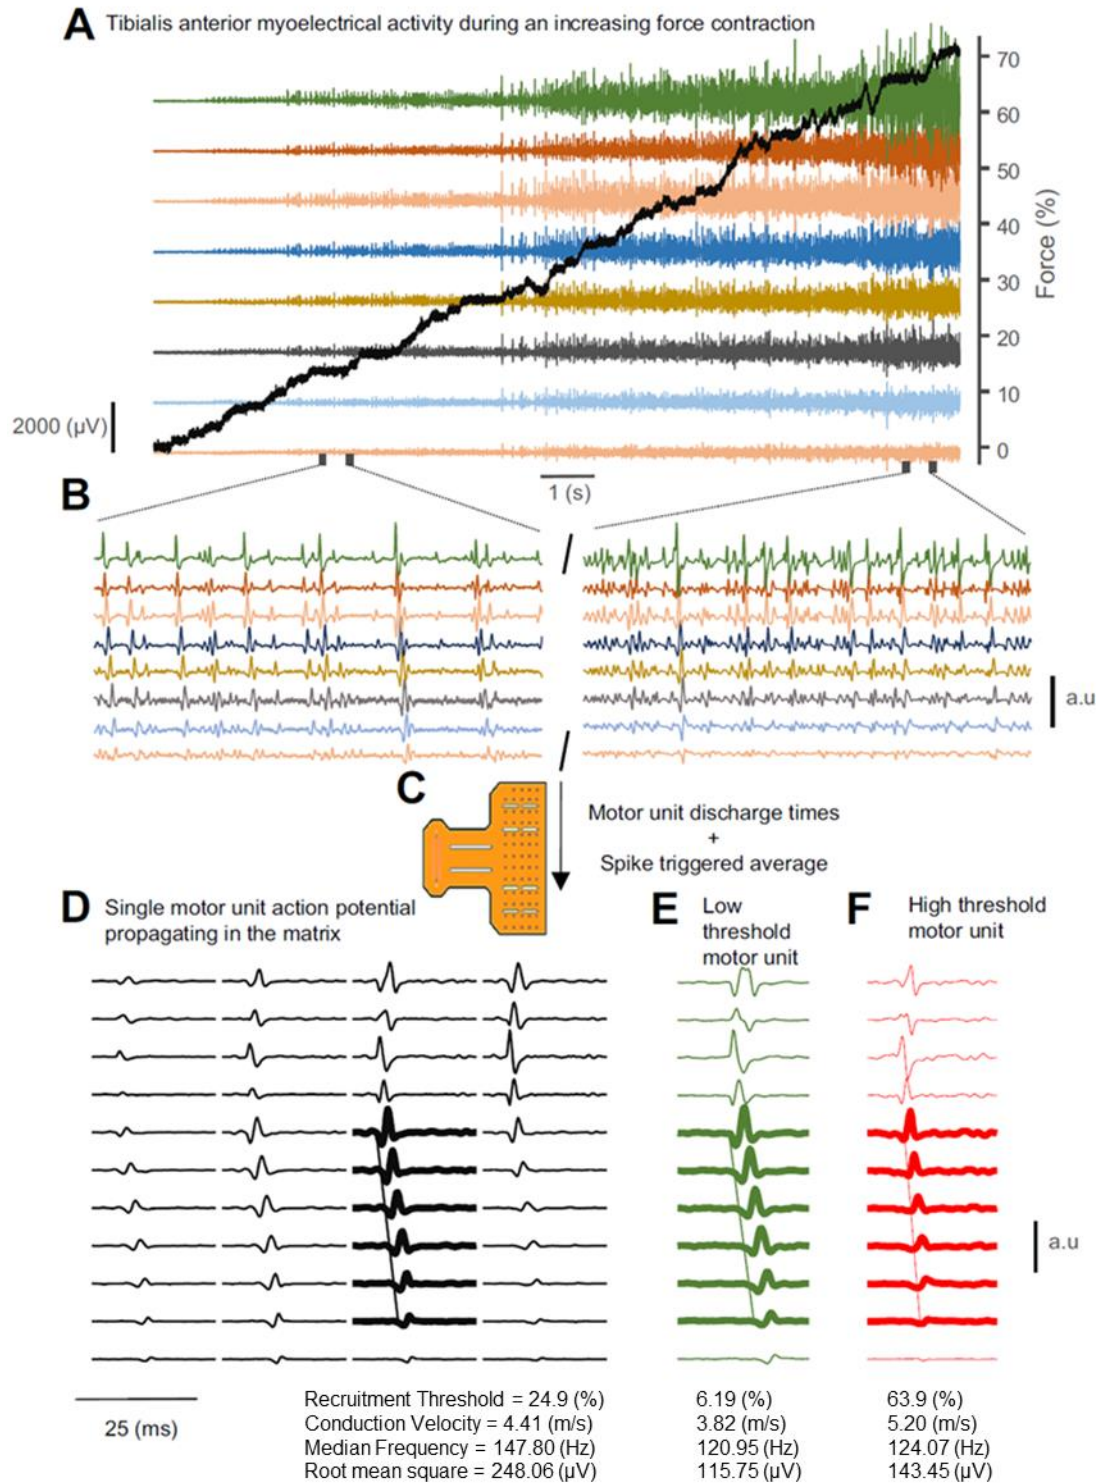 A Tibialis anterior myoelectrical activity during an increasing force contraction
70
60
50
40
30
20
10
0
Force (%)
2000 (µV)
1 (s)
B
a.u
C
Motor unit discharge times
+
Spike triggered average
D Single motor unit action potential
propagating in the matrix
E Low
threshold
motor unit
F High threshold
motor unit
a.u
25 (ms)
Recruitment Threshold = 24.9 (%)
Conduction Velocity = 4.41 (m/s)
Median Frequency = 147.80 (Hz)
Root mean square = 248.06 (µV)
6.19 (%)
3.82 (m/s)
120.95 (Hz)
115.75 (µV)
63.9 (%)
5.20 (m/s)
124.07 (Hz)
143.45 (µV)